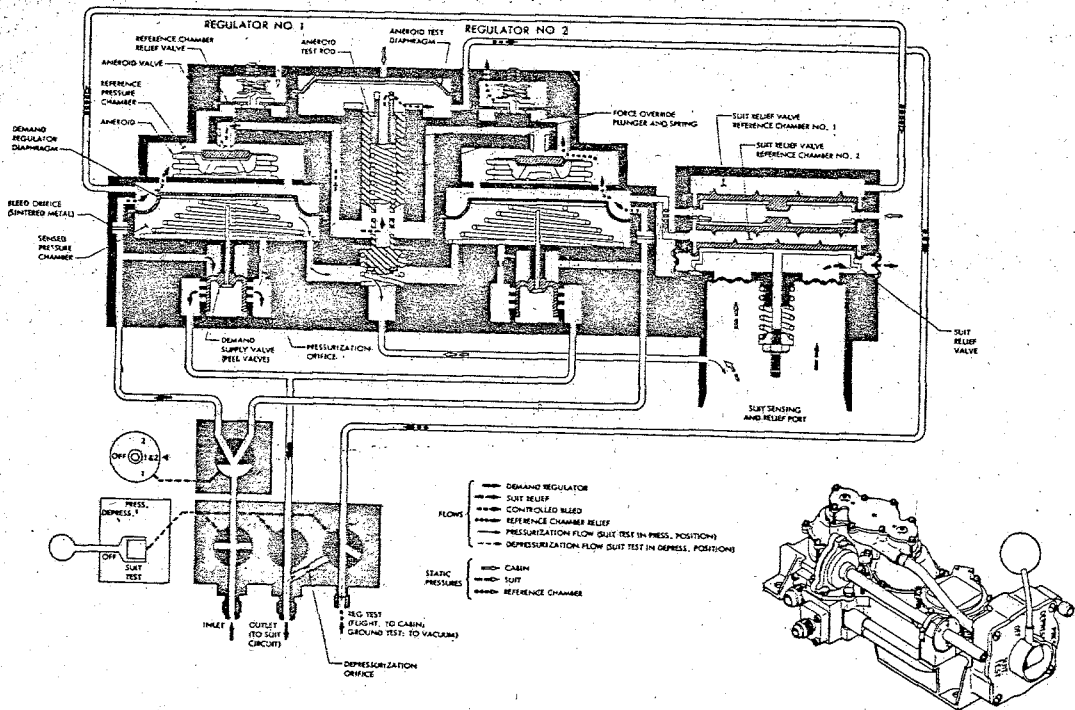 REGULATOR NO. 1
REGULATOR NO 2
REFERENCE CHAMBER
RELIEF VALVE
ANEROID VALVE
REFERENCE
PRESSURE
CHAMBER
ANEROID
DEMAND
REGULATOR
DIAPHRAGM
BLEED ORIFICE
(SINTERED METAL)
SENSED
PRESSURE
CHAMBER
ANEROID
TEST ROD
ANEROID TEST
DIAPHRAGM
FORCE OVERRIDE
PLUNGER AND SPRING
SUIT RELIEF VALVE
REFERENCE CHAMBER NO. 1
SUIT RELIEF VALVE
REFERENCE CHAMBER NO. 2
DEMAND
SUPPLY VALVE
(PEEL VALVE)
PRESSURIZATION
ORIFICE
SUIT
RELIEF
VALVE
SUIT SENSING
AND RELIEF PORT
2
OFF
1&2
1
PRESS.
DEPRESS.
OFF
SUIT
TEST
INLET
OUTLET
(TO SUIT
CIRCUIT)
REG TEST
(FLIGHT, TO CABIN;
GROUND TEST; TO VACUUM)
DEPRESSURIZATION
ORIFICE
FLOWS
DEMAND REGULATOR
SUIT RELIEF
CONTROLLED BLEED
REFERENCE CHAMBER RELIEF
PRESSURIZATION FLOW (SUIT TEST IN PRESS. POSITION)
DEPRESSURIZATION FLOW (SUIT TEST IN DEPRESS. POSITION)
STATIC
PRESSURES
CABIN
SUIT
REFERENCE CHAMBER